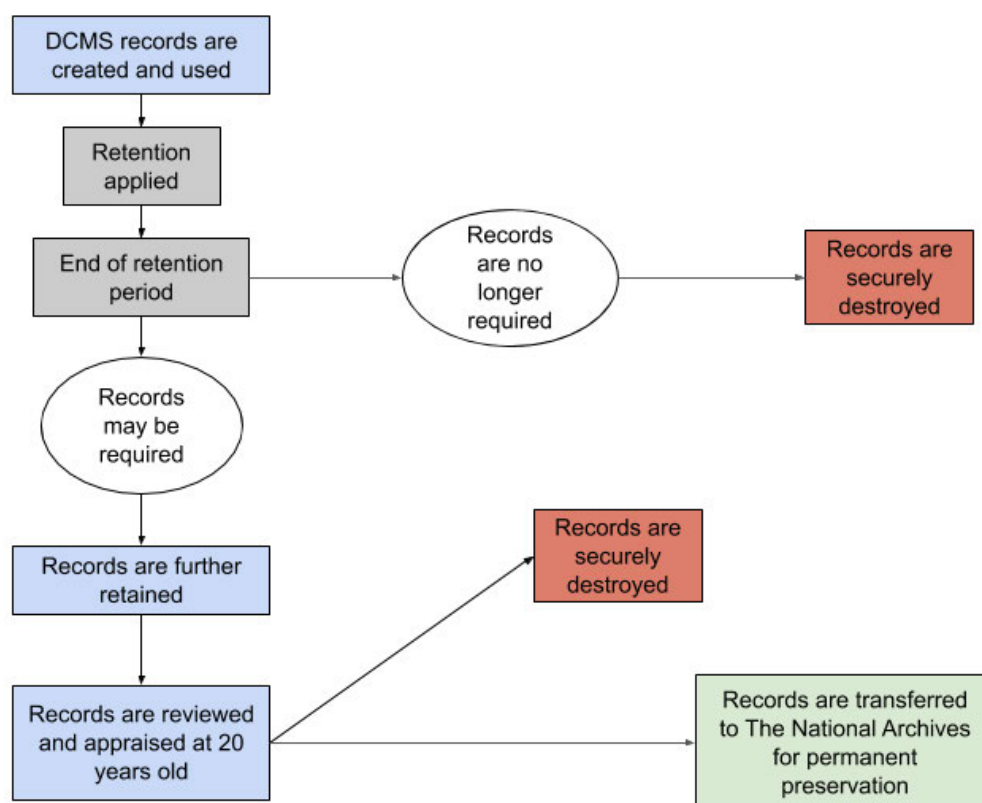 DCMS records are
created and used
Retention
applied
End of retention
period
Records
are no
longer
required
Records are
securely
destroyed
Records
may be
required
Records are further
retained
Records are
securely
destroyed
Records are reviewed
and appraised at 20
years old
Records are transferred
to The National Archives
for permanent
preservation